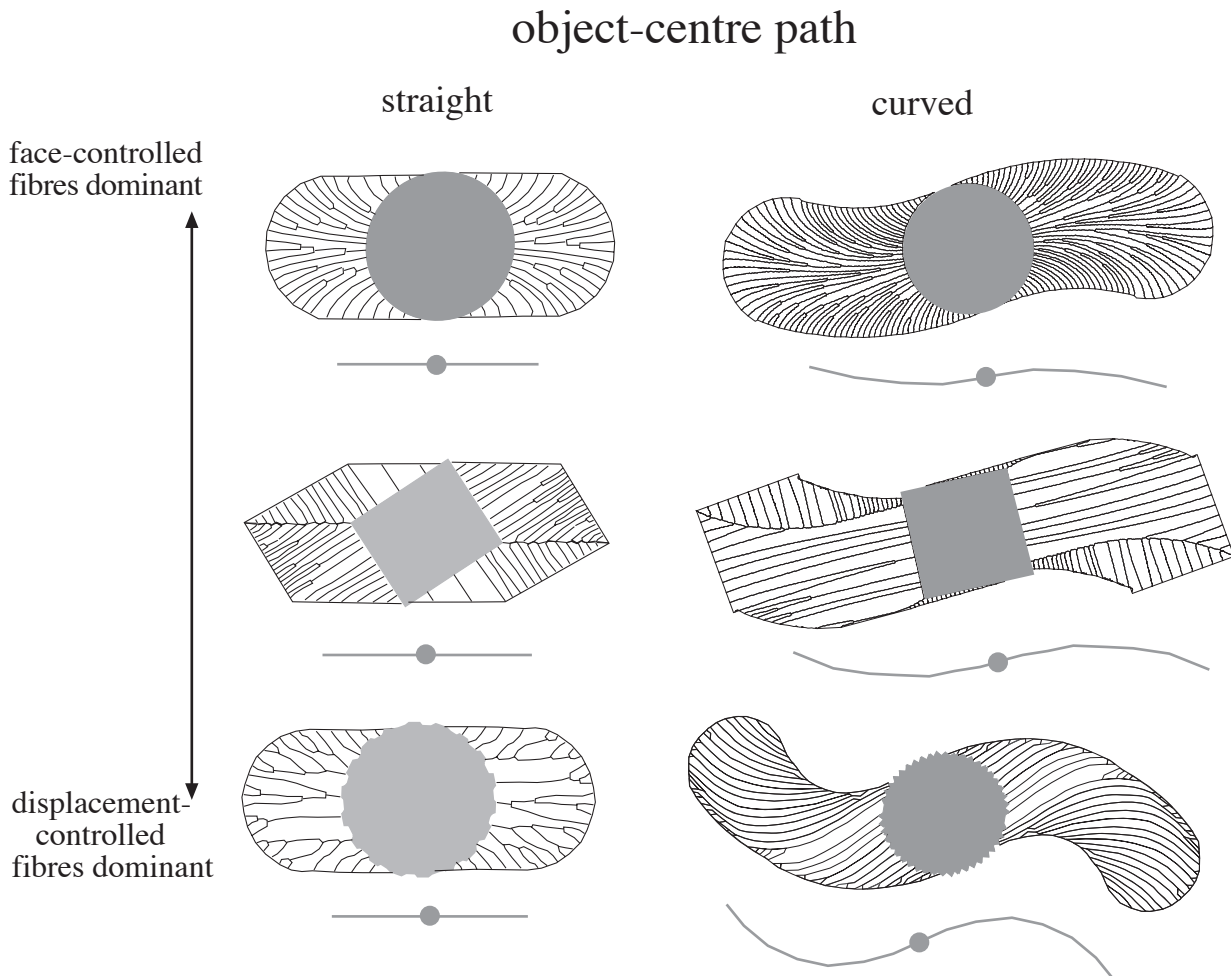 object-centre path
straight
curved
face-controlled
fibres dominant
displacement-
controlled
fibres dominant